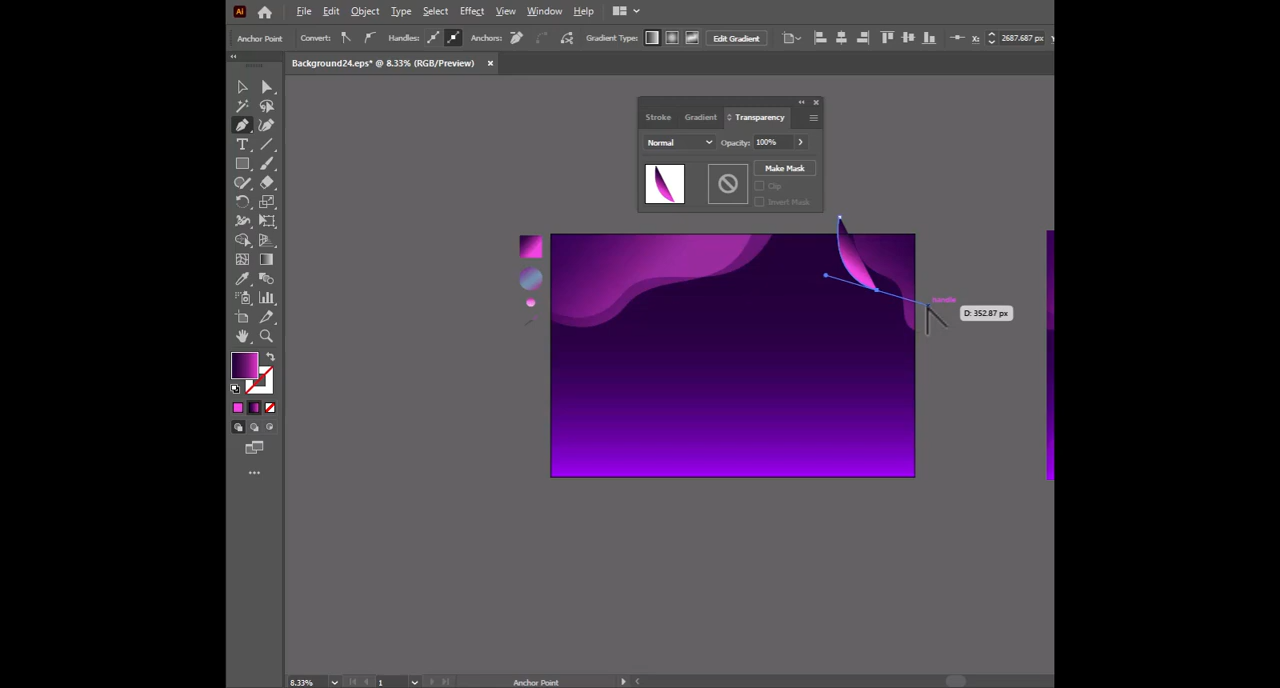 Ai File Edit Object Type Select Effect View Window Help
Anchor Point Convert: Handles: Anchors: Gradient Type: Edit Gradient X: 2687.687 px
Background24.eps* @ 8.33% (RGB/Preview) ×
Stroke Gradient Transparency
Normal Opacity: 100%
Make Mask
Clip
Invert Mask
handle
D: 352.87 px
8.33% 1 Anchor Point